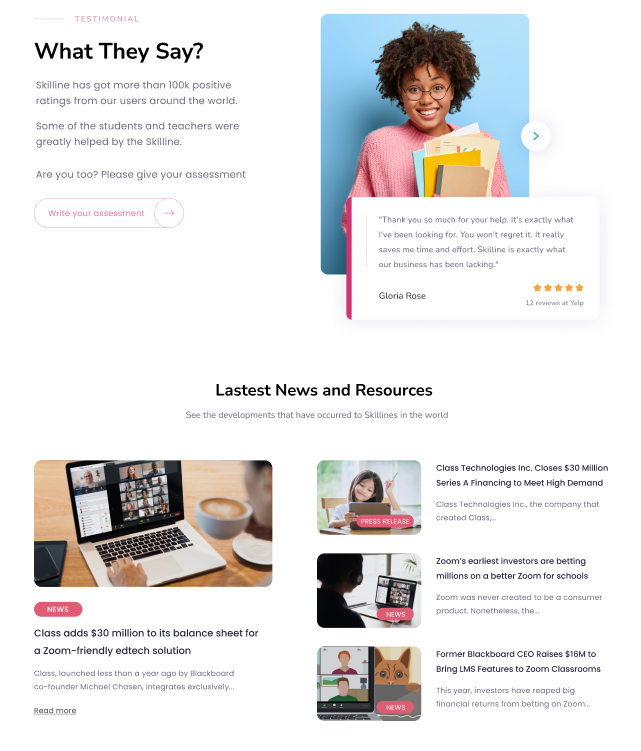 TESTIMONIAL
What They Say?
Skilline has got more than 100k positive
ratings from our users around the world.
Some of the students and teachers were
greatly helped by the Skilline.
Are you too? Please give your assessment
Write your assessment
"Thank you so much for your help. It's exactly what
I've been looking for. You won't regret it. It really
saves me time and effort. Skilline is exactly what
our business has been lacking."
Gloria Rose
12 reviews at Yelp
Lastest News and Resources
See the developments that have occurred to Skillines in the world
NEWS
Class adds $30 million to its balance sheet for
a Zoom-friendly edtech solution
Class, launched less than a year ago by Blackboard
co-founder Michael Chasen, integrates exclusively...
Read more
PRESS RELEASE
Class Technologies Inc. Closes $30 Million
Series A Financing to Meet High Demand
Class Technologies Inc., the company that
created Class,...
NEWS
Zoom's earliest investors are betting
millions on a better Zoom for schools
Zoom was never created to be a consumer
product. Nonetheless, the...
NEWS
Former Blackboard CEO Raises $16M to
Bring LMS Features to Zoom Classrooms
This year, investors have reaped big
financial returns from betting on Zoom...